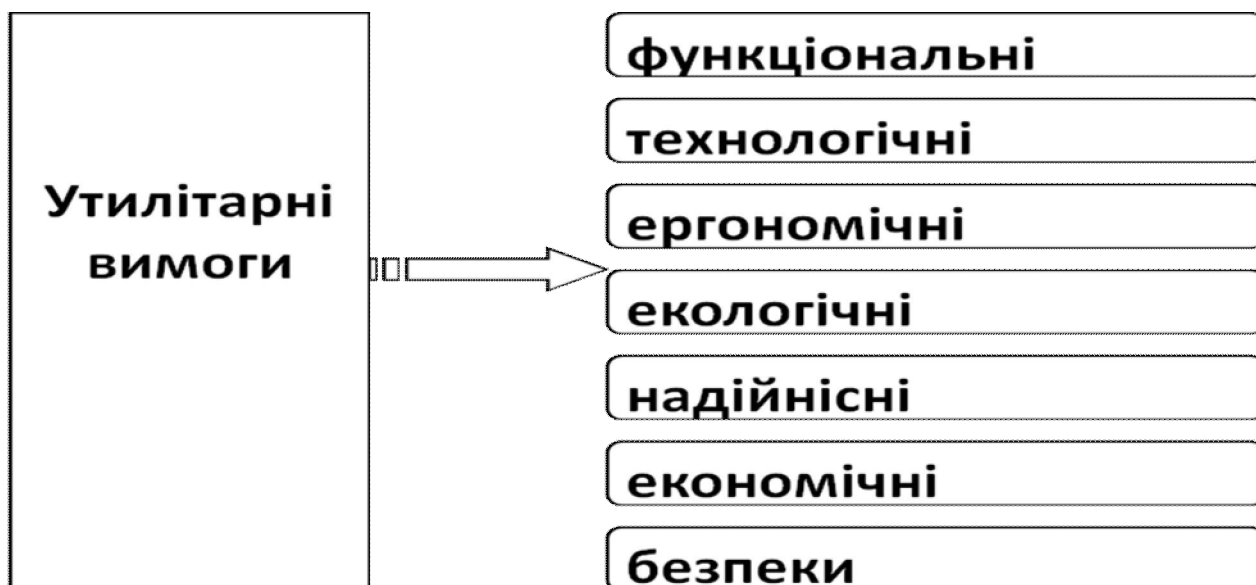 Утилітарні
вимоги
функціональні
технологічні
ергономічні
екологічні
надійнісні
економічні
безпеки